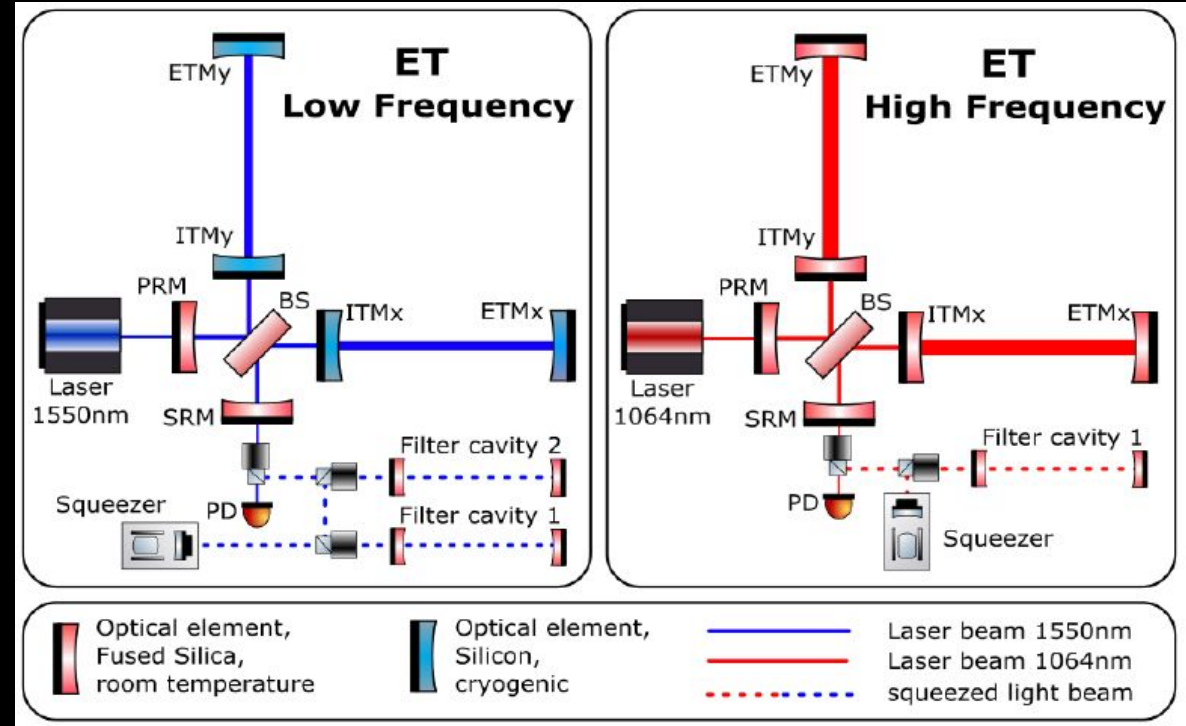 ET
Low Frequency
ETMy
ITMy
PRM
BS
ITMx
ETMx
Laser
1550nm
SRM
Filter cavity 2
Squeezer
PD
Filter cavity 1
ET
High Frequency
ETMy
ITMy
PRM
BS
ITMx
ETMx
Laser
1064nm
SRM
Filter cavity 1
PD
Squeezer
Optical element,
Fused Silica,
room temperature
Optical element,
Silicon,
cryogenic
Laser beam 1550nm
Laser beam 1064nm
squeezed light beam